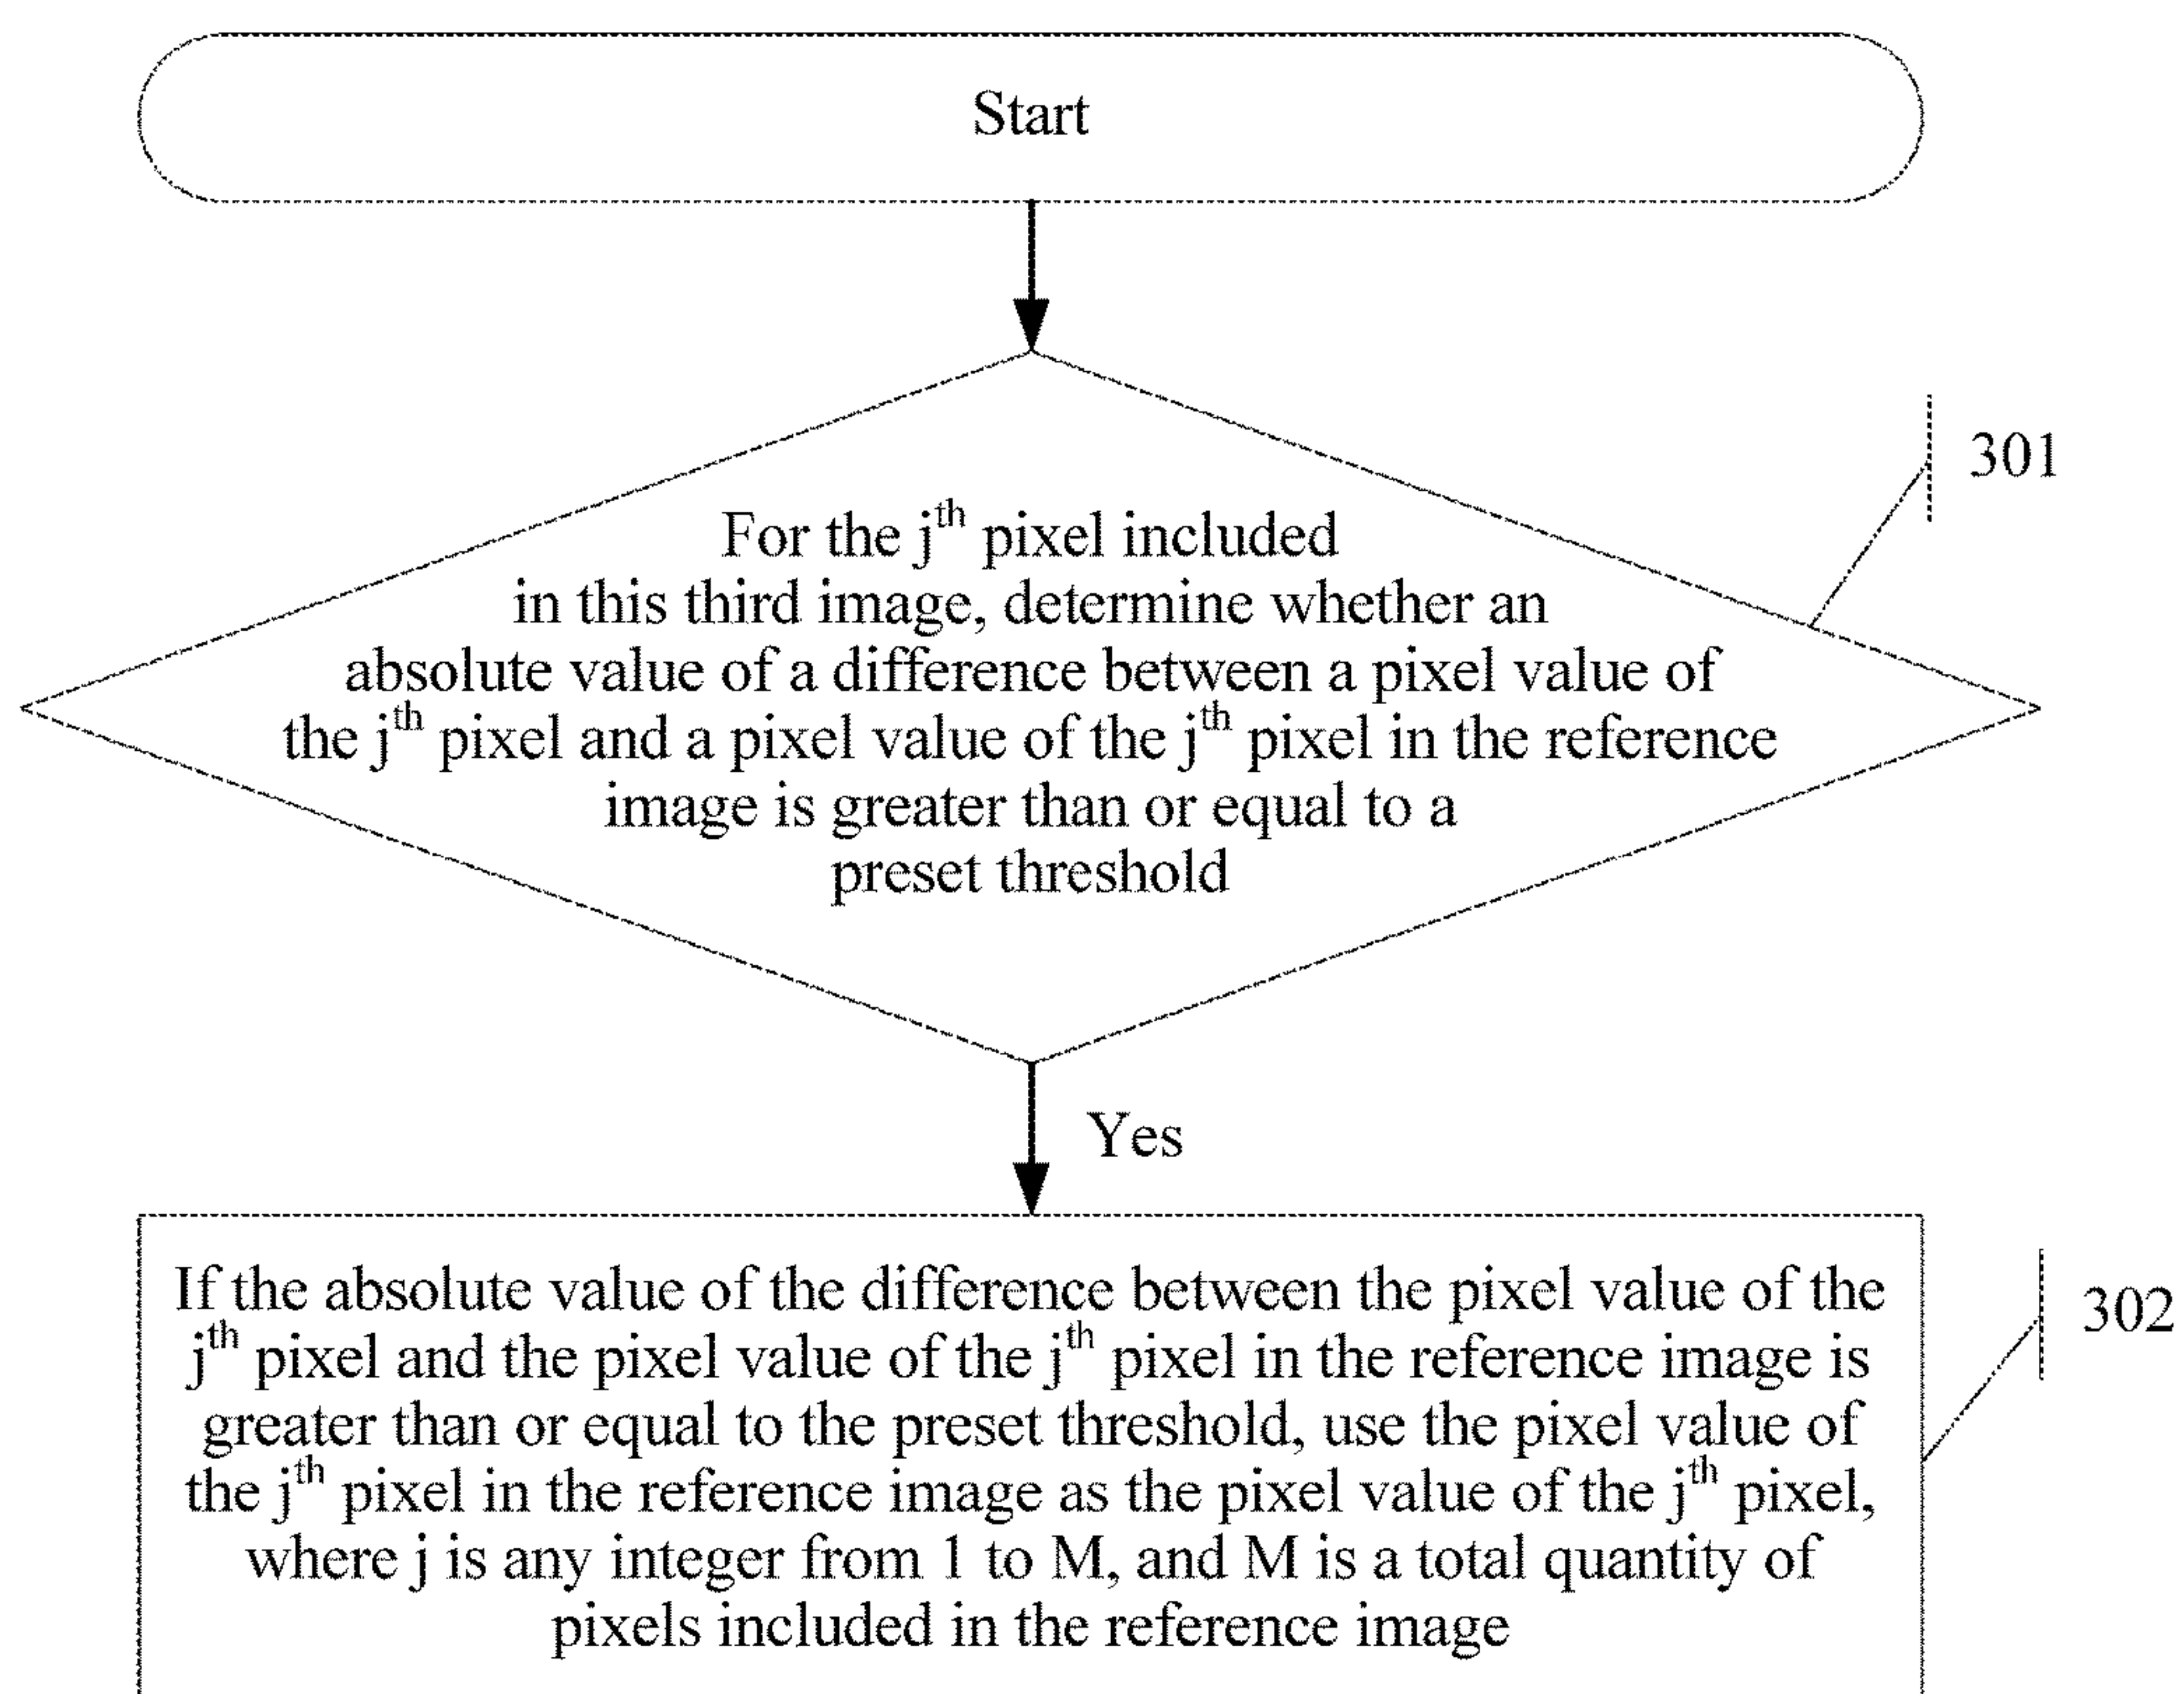 Start
301
For the jth pixel included
in this third image, determine whether an
absolute value of a difference between a pixel value of
the jth pixel and a pixel value of the jth pixel in the reference
image is greater than or equal to a
preset threshold
Yes
If the absolute value of the difference between the pixel value of the
jth pixel and the pixel value of the jth pixel in the reference image is
greater than or equal to the preset threshold, use the pixel value of
the jth pixel in the reference image as the pixel value of the jth pixel,
where j is any integer from 1 to M, and M is a total quantity of
pixels included in the reference image
302